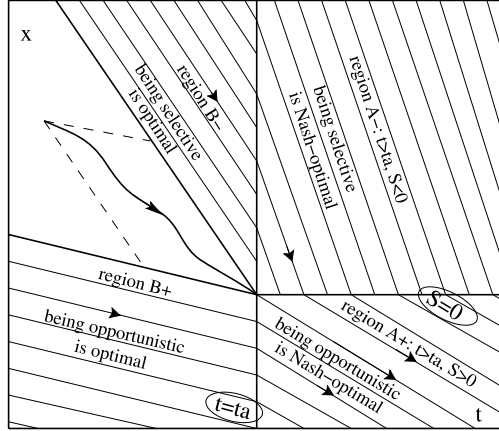 x
region B−
being selective
is optimal
region A−: t>ta, S<0
being selective
is Nash−optimal
region B+
being opportunistic
is optimal
t=ta
S=0
region A+: t>ta, S>0
being opportunistic
is Nash−optimal
t